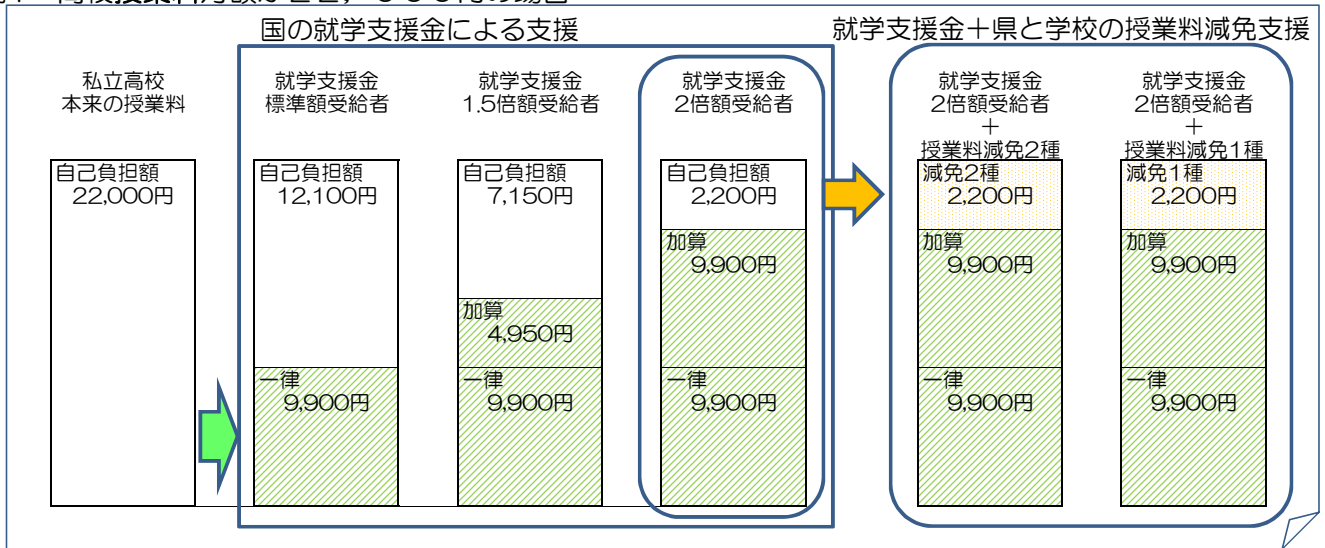 国の就学支援金による支援
就学支援金＋県と学校の授業料減免支援
私立高校
本来の授業料
就学支援金
標準額受給者
就学支援金
1.5倍額受給者
就学支援金
2倍額受給者
就学支援金
2倍額受給者
＋
授業料減免2種
就学支援金
2倍額受給者
＋
授業料減免1種
自己負担額
22,000円
自己負担額
12,100円
一律
9,900円
自己負担額
7,150円
加算
4,950円
一律
9,900円
自己負担額
2,200円
加算
9,900円
一律
9,900円
減免2種
2,200円
加算
9,900円
一律
9,900円
減免1種
2,200円
加算
9,900円
一律
9,900円